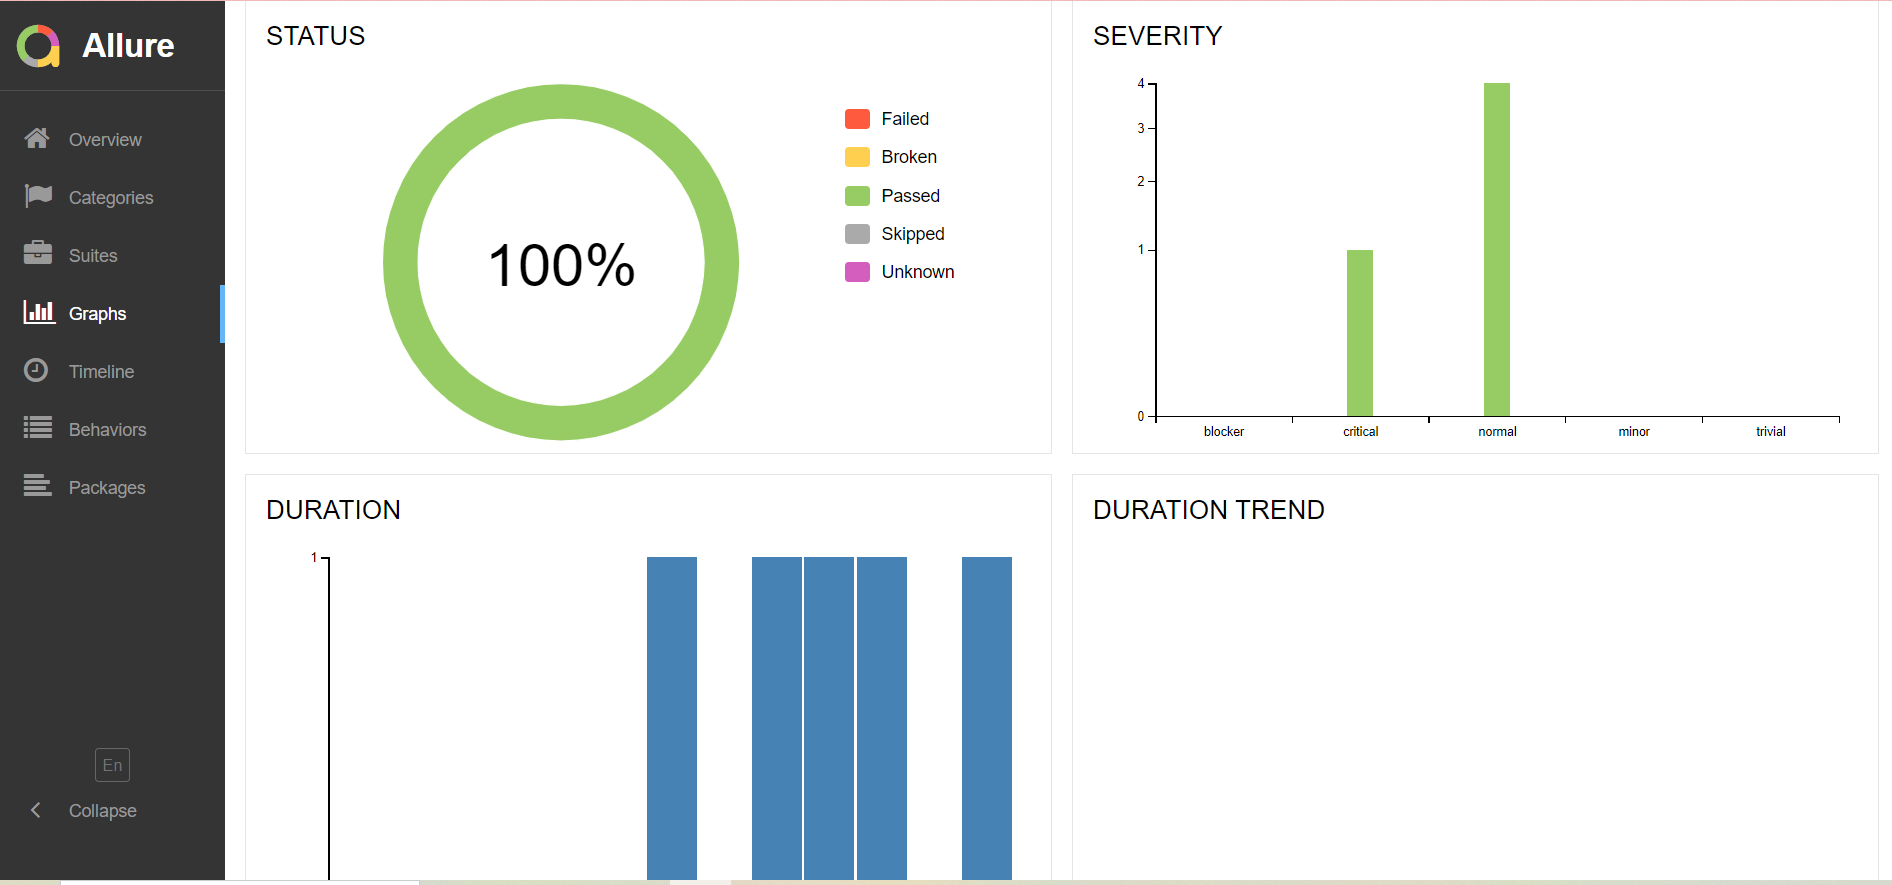 Allure
Overview
Categories
Suites
Graphs
Timeline
Behaviors
Packages
En
Collapse
STATUS
100%
Failed
Broken
Passed
Skipped
Unknown
SEVERITY
4
3
2
1
0
blocker critical normal minor trivial
DURATION
1
DURATION TREND